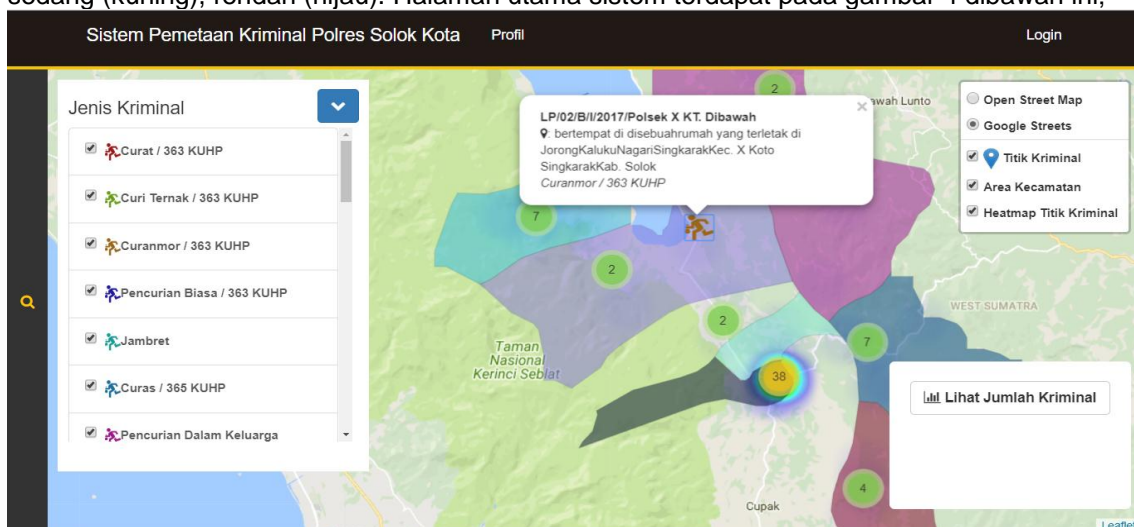 sedang (kuning), rendah (hijau). Halaman utama sistem terdapat pada gambar 4 dibawah ini,
Sistem Pemetaan Kriminal Polres Solok Kota
Profil
Login
Jenis Kriminal
Curat / 363 KUHP
Curi Ternak / 363 KUHP
Curanmor / 363 KUHP
Pencurian Biasa / 363 KUHP
Jambret
Curas / 365 KUHP
Pencurian Dalam Keluarga
LP/02/B/I/2017/Polsek X KT. Dibawah
: bertempat di disebuahrumah yang terletak di
JorongKalukuNagariSingkarakKec. X Koto
SingkarakKab. Solok
Curanmor / 363 KUHP
×
2
awah Lunto
7
2
2
7
38
4
Taman
Nasional
Kerinci Seblat
WEST SUMATRA
Cupak
Open Street Map
Google Streets
Titik Kriminal
Area Kecamatan
Heatmap Titik Kriminal
Lihat Jumlah Kriminal
Leaflet